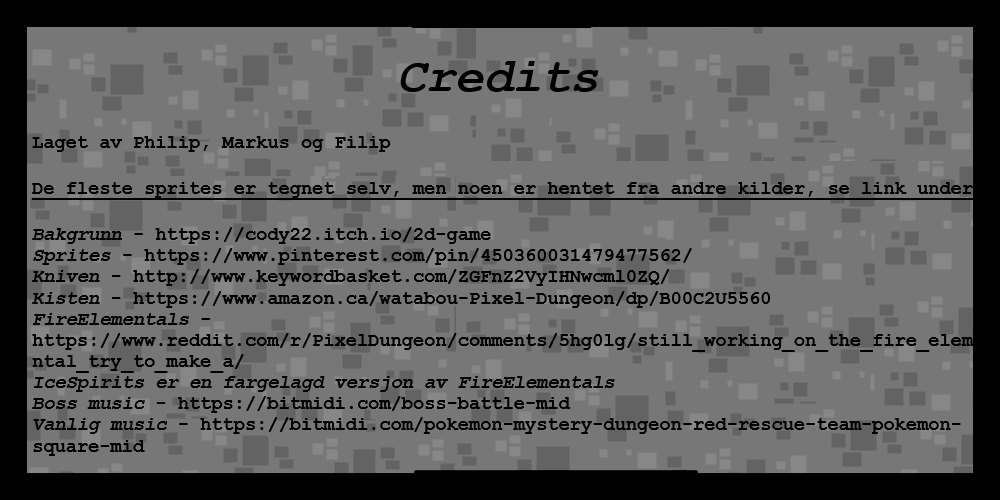 Credits
Laget av Philip, Markus og Filip
De fleste sprites er tegnet selv, men noen er hentet fra andre kilder, se link under
Bakgrunn - https://cody22.itch.io/2d-game
Sprites - https://www.pinterest.com/pin/450360031479477562/
Kniven - http://www.keywordbasket.com/ZGFnZ2VyIHNwcml0ZQ/
Kisten - https://www.amazon.ca/watabou-Pixel-Dungeon/dp/B00C2U5560
FireElementals -
https://www.reddit.com/r/PixelDungeon/comments/5hg0lg/still_working_on_the_fire_elem
ntal_try_to_make_a/
IceSpirits er en fargelagd versjon av FireElementals
Boss music - https://bitmidi.com/boss-battle-mid
Vanlig music - https://bitmidi.com/pokemon-mystery-dungeon-red-rescue-team-pokemon-
square-mid